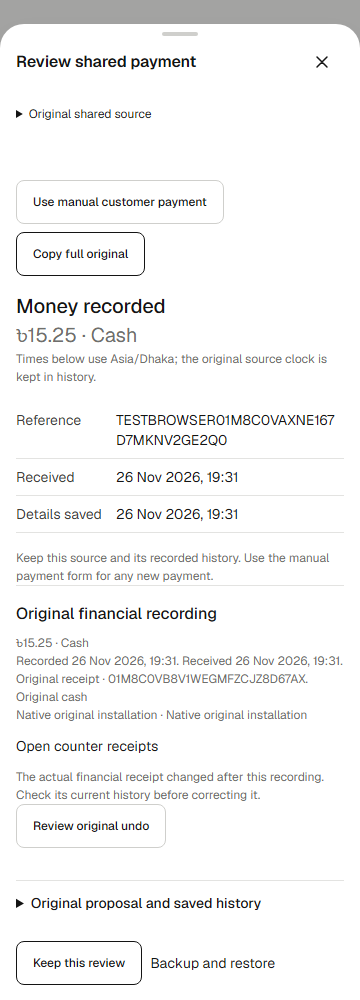 Review shared payment
Original shared source
Use manual customer payment
Copy full original
Money recorded
৳15.25 · Cash
Times below use Asia/Dhaka; the original source clock is
kept in history.
Reference TESTBROWSER01M8C0VAXNE167
D7MKNV2GE2Q0
Received 26 Nov 2026, 19:31
Details saved 26 Nov 2026, 19:31
Keep this source and its recorded history. Use the manual
payment form for any new payment.
Original financial recording
৳15.25 · Cash
Recorded 26 Nov 2026, 19:31. Received 26 Nov 2026, 19:31.
Original receipt · 01M8C0VB8V1WEGMFZCJZ8D67AX.
Original cash
Native original installation · Native original installation
Open counter receipts
The actual financial receipt changed after this recording.
Check its current history before correcting it.
Review original undo
Original proposal and saved history
Keep this review Backup and restore